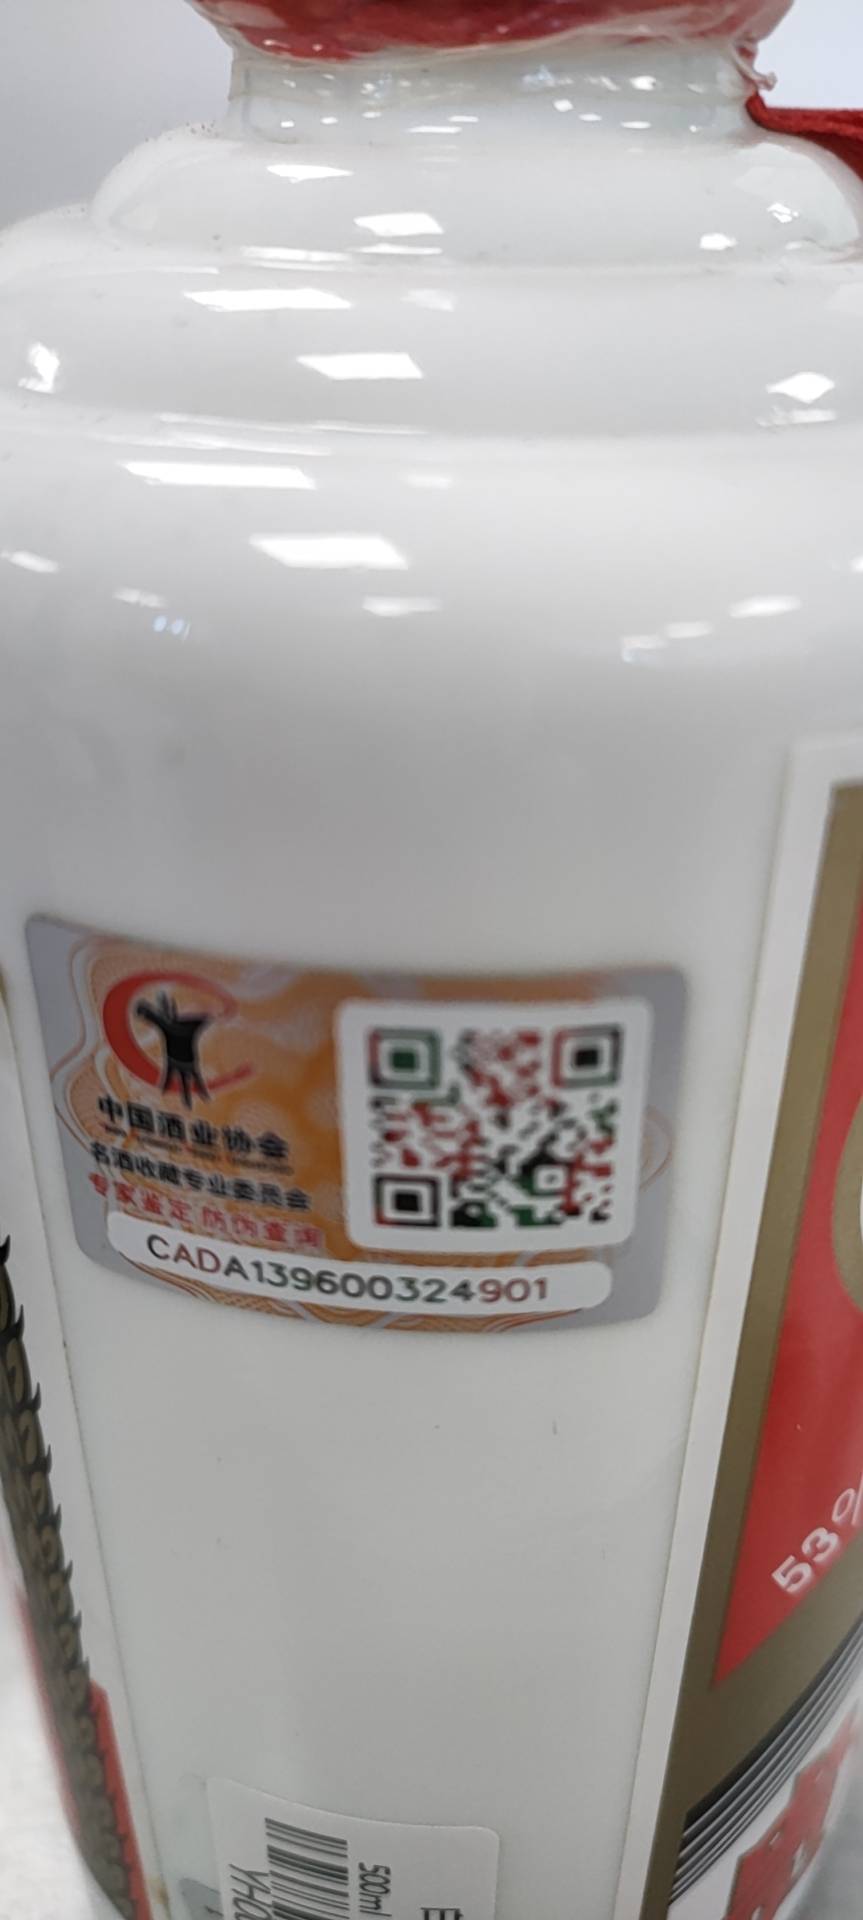 中国酒业协会
名酒收藏专业委员会
专家鉴定 防伪查询
CADA139600324901
53%
500ml